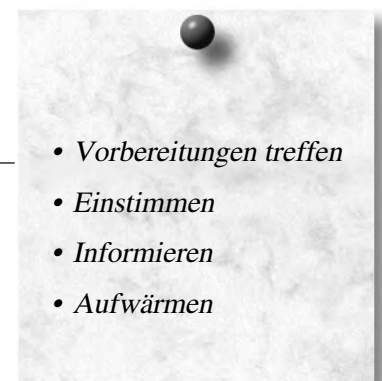 • Vorbereitungen treffen
• Einstimmen
• Informieren
• Aufwärmen